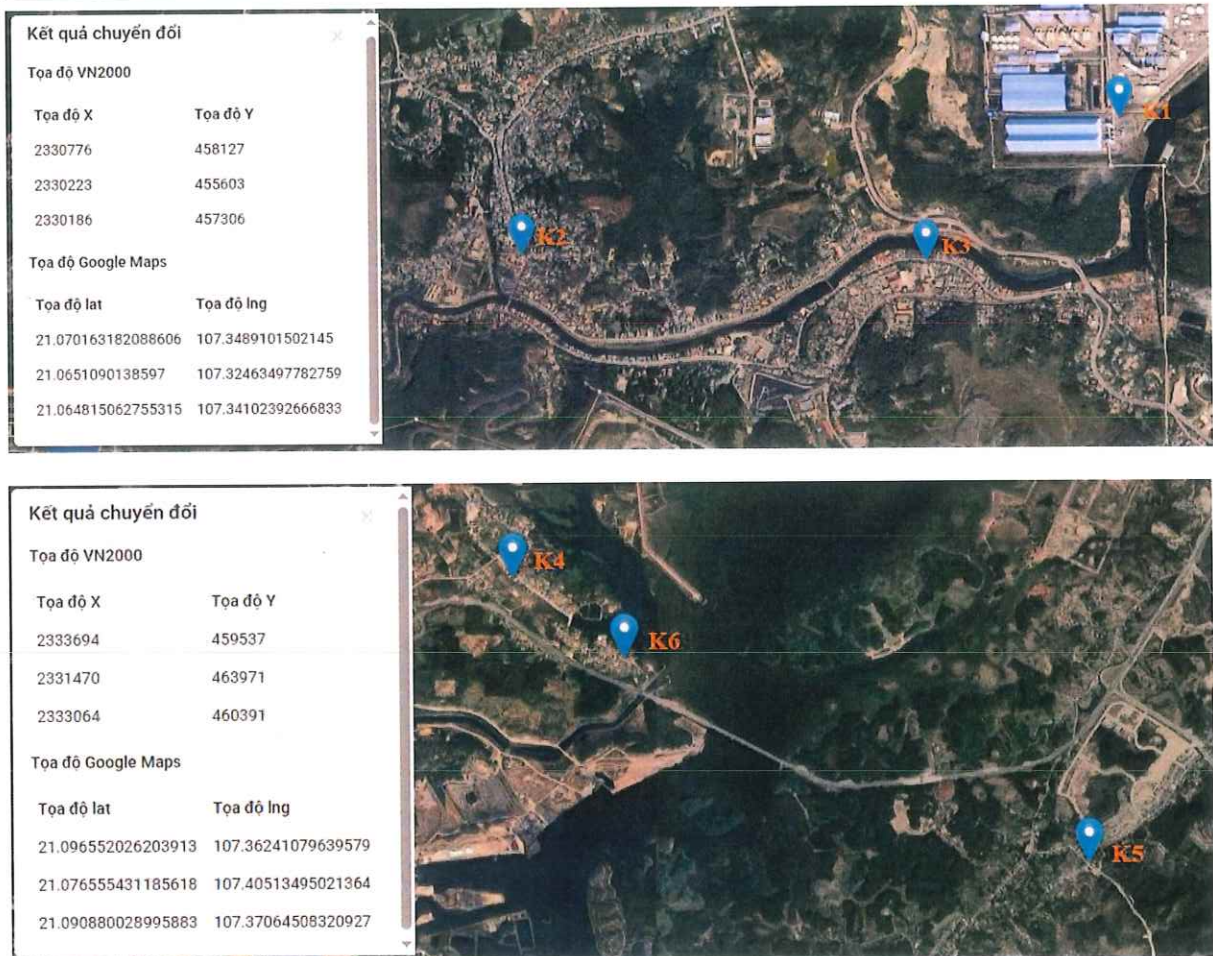 Kết quả chuyển đổi
Tọa độ VN2000
Tọa độ X Tọa độ Y
2330776 458127
2330223 455603
2330186 457306
Tọa độ Google Maps
Tọa độ lat Tọa độ lng
21.070163182088606 107.3489101502145
21.0651090138597 107.32463497782759
21.064815062755315 107.34102392666833
K1
K2
K3
Kết quả chuyển đổi
Tọa độ VN2000
Tọa độ X Tọa độ Y
2333694 459537
2331470 463971
2333064 460391
Tọa độ Google Maps
Tọa độ lat Tọa độ lng
21.096552026203913 107.36241079639579
21.076555431185618 107.40513495021364
21.090880028995883 107.37064508320927
K4
K6
K5